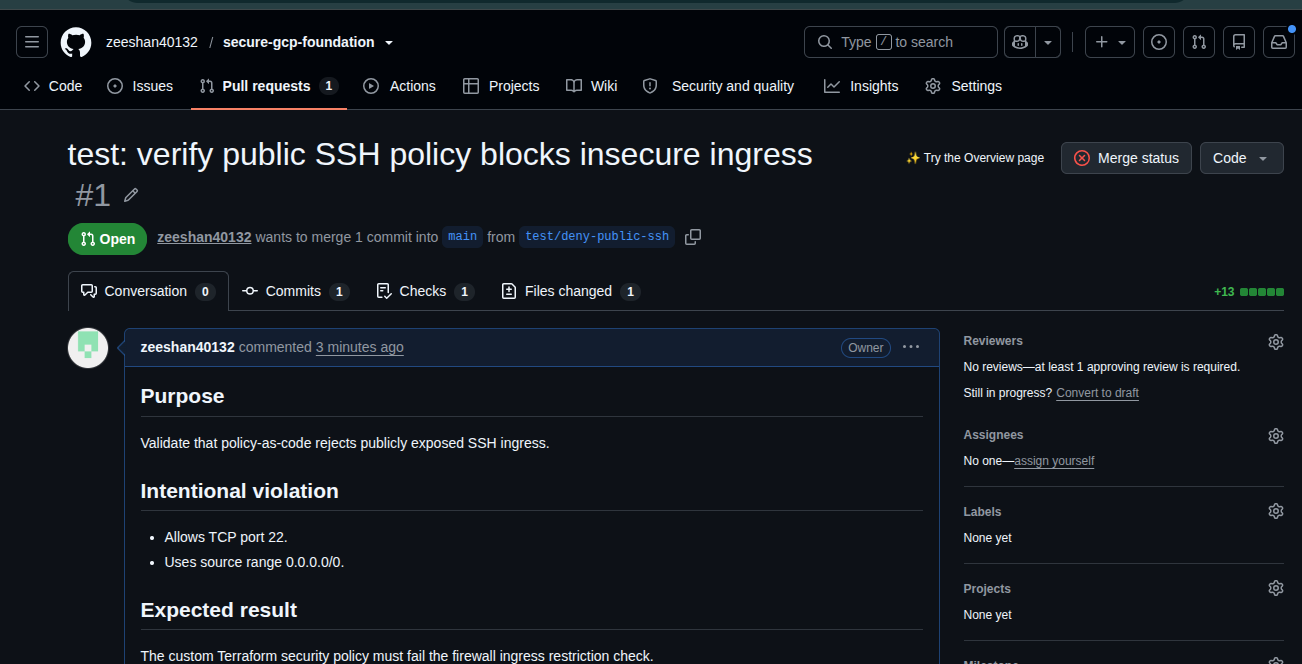 zeeshan40132 / secure-gcp-foundation
Type / to search
Code
Issues
Pull requests 1
Actions
Projects
Wiki
Security and quality
Insights
Settings
test: verify public SSH policy blocks insecure ingress
#1
✨ Try the Overview page
Merge status
Code
Open
zeeshan40132 wants to merge 1 commit into main from test/deny-public-ssh
Conversation 0
Commits 1
Checks 1
Files changed 1
+13
zeeshan40132 commented 3 minutes ago
Owner
Purpose
Validate that policy-as-code rejects publicly exposed SSH ingress.
Intentional violation
• Allows TCP port 22.
• Uses source range 0.0.0.0/0.
Expected result
The custom Terraform security policy must fail the firewall ingress restriction check.
Reviewers
No reviews—at least 1 approving review is required.
Still in progress? Convert to draft
Assignees
No one—assign yourself
Labels
None yet
Projects
None yet
Milestone